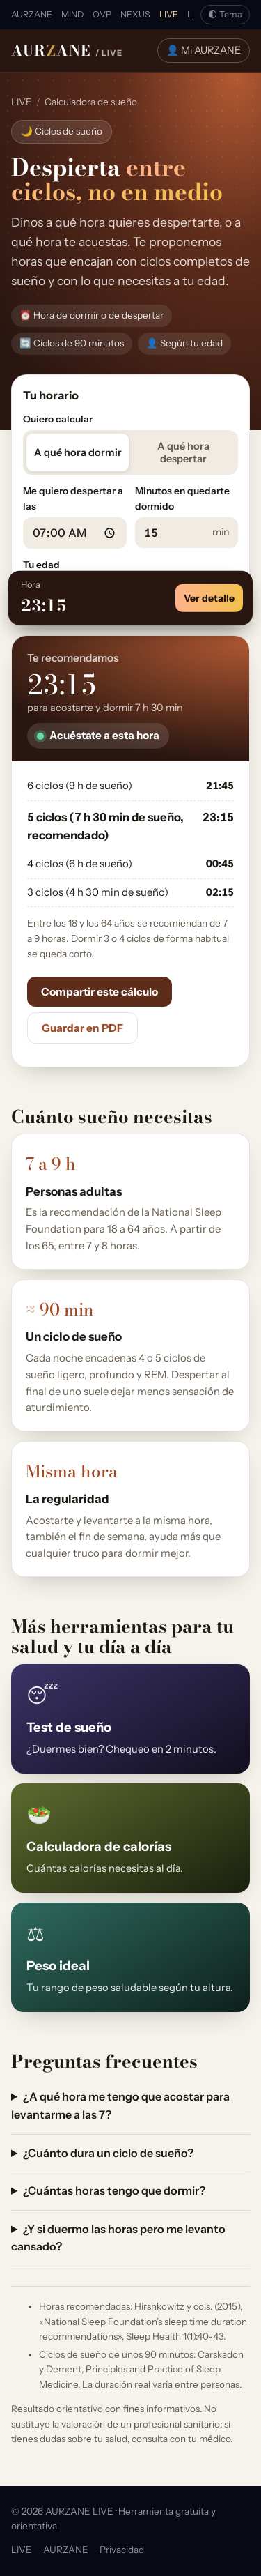 AURZANE MIND OVP NEXUS LIVE LI Tema
AURZANE / LIVE Mi AURZANE
LIVE / Calculadora de sueño
Ciclos de sueño
Despierta entre
ciclos, no en medio
Dinos a qué hora quieres despertarte, o a
qué hora te acuestas. Te proponemos
horas que encajan con ciclos completos de
sueño y con lo que necesitas a tu edad.
Hora de dormir o de despertar
Ciclos de 90 minutos Según tu edad
Tu horario
Quiero calcular
A qué hora dormir
A qué hora
despertar
Me quiero despertar a
las
Minutos en quedarte
dormido
07:00 AM
15 min
Tu edad
Hora
23:15
Ver detalle
Te recomendamos
23:15
para acostarte y dormir 7 h 30 min
Acuéstate a esta hora
6 ciclos (9 h de sueño) 21:45
5 ciclos (7 h 30 min de sueño, 23:15
recomendado)
4 ciclos (6 h de sueño) 00:45
3 ciclos (4 h 30 min de sueño) 02:15
Entre los 18 y los 64 años se recomiendan de 7
a 9 horas. Dormir 3 o 4 ciclos de forma habitual
se queda corto.
Compartir este cálculo
Guardar en PDF
Cuánto sueño necesitas
7 a 9 h
Personas adultas
Es la recomendación de la National Sleep
Foundation para 18 a 64 años. A partir de
los 65, entre 7 y 8 horas.
≈ 90 min
Un ciclo de sueño
Cada noche encadenas 4 o 5 ciclos de
sueño ligero, profundo y REM. Despertar al
final de uno suele dejar menos sensación de
aturdimiento.
Misma hora
La regularidad
Acostarte y levantarte a la misma hora,
también el fin de semana, ayuda más que
cualquier truco para dormir mejor.
Más herramientas para tu
salud y tu día a día
Test de sueño
¿Duermes bien? Chequeo en 2 minutos.
Calculadora de calorías
Cuántas calorías necesitas al día.
Peso ideal
Tu rango de peso saludable según tu altura.
Preguntas frecuentes
¿A qué hora me tengo que acostar para
levantarme a las 7?
¿Cuánto dura un ciclo de sueño?
¿Cuántas horas tengo que dormir?
¿Y si duermo las horas pero me levanto
cansado?
• Horas recomendadas: Hirshkowitz y cols. (2015),
«National Sleep Foundation's sleep time duration
recommendations», Sleep Health 1(1):40–43.
• Ciclos de sueño de unos 90 minutos: Carskadon
y Dement, Principles and Practice of Sleep
Medicine. La duración real varía entre personas.
Resultado orientativo con fines informativos. No
sustituye la valoración de un profesional sanitario: si
tienes dudas sobre tu salud, consulta con tu médico.
© 2026 AURZANE LIVE · Herramienta gratuita y
orientativa
LIVE AURZANE Privacidad